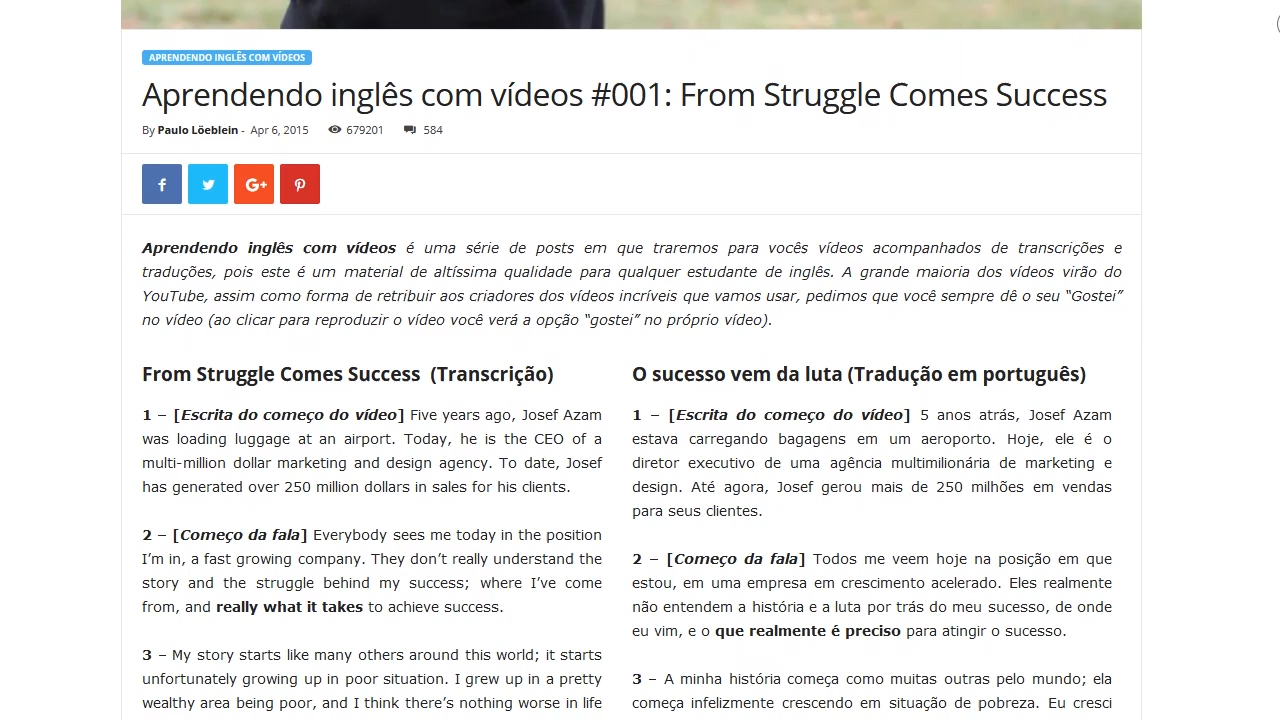 APRENDENDO INGLÊS COM VÍDEOS
Aprendendo inglês com vídeos #001: From Struggle Comes Success
By Paulo Löeblein - Apr 6, 2015 679201 584
f G+
Aprendendo inglês com vídeos é uma série de posts em que traremos para vocês vídeos acompanhados de transcrições e
traduções, pois este é um material de altíssima qualidade para qualquer estudante de inglês. A grande maioria dos vídeos virão do
YouTube, assim como forma de retribuir aos criadores dos vídeos incríveis que vamos usar, pedimos que você sempre dê o seu “Gostei”
no vídeo (ao clicar para reproduzir o vídeo você verá a opção “gostei” no próprio vídeo).
From Struggle Comes Success (Transcrição)
1 – [Escrita do começo do vídeo] Five years ago, Josef Azam
was loading luggage at an airport. Today, he is the CEO of a
multi-million dollar marketing and design agency. To date, Josef
has generated over 250 million dollars in sales for his clients.
2 – [Começo da fala] Everybody sees me today in the position
I’m in, a fast growing company. They don’t really understand the
story and the struggle behind my success; where I’ve come
from, and really what it takes to achieve success.
3 – My story starts like many others around this world; it starts
unfortunately growing up in poor situation. I grew up in a pretty
wealthy area being poor, and I think there’s nothing worse in life
O sucesso vem da luta (Tradução em português)
1 – [Escrita do começo do vídeo] 5 anos atrás, Josef Azam
estava carregando bagagens em um aeroporto. Hoje, ele é o
diretor executivo de uma agência multimilionária de marketing e
design. Até agora, Josef gerou mais de 250 milhões em vendas
para seus clientes.
2 – [Começo da fala] Todos me veem hoje na posição em que
estou, em uma empresa em crescimento acelerado. Eles realmente
não entendem a história e a luta por trás do meu sucesso, de onde
eu vim, e o que realmente é preciso para atingir o sucesso.
3 – A minha história começa como muitas outras pelo mundo; ela
começa infelizmente crescendo em situação de pobreza. Eu cresci